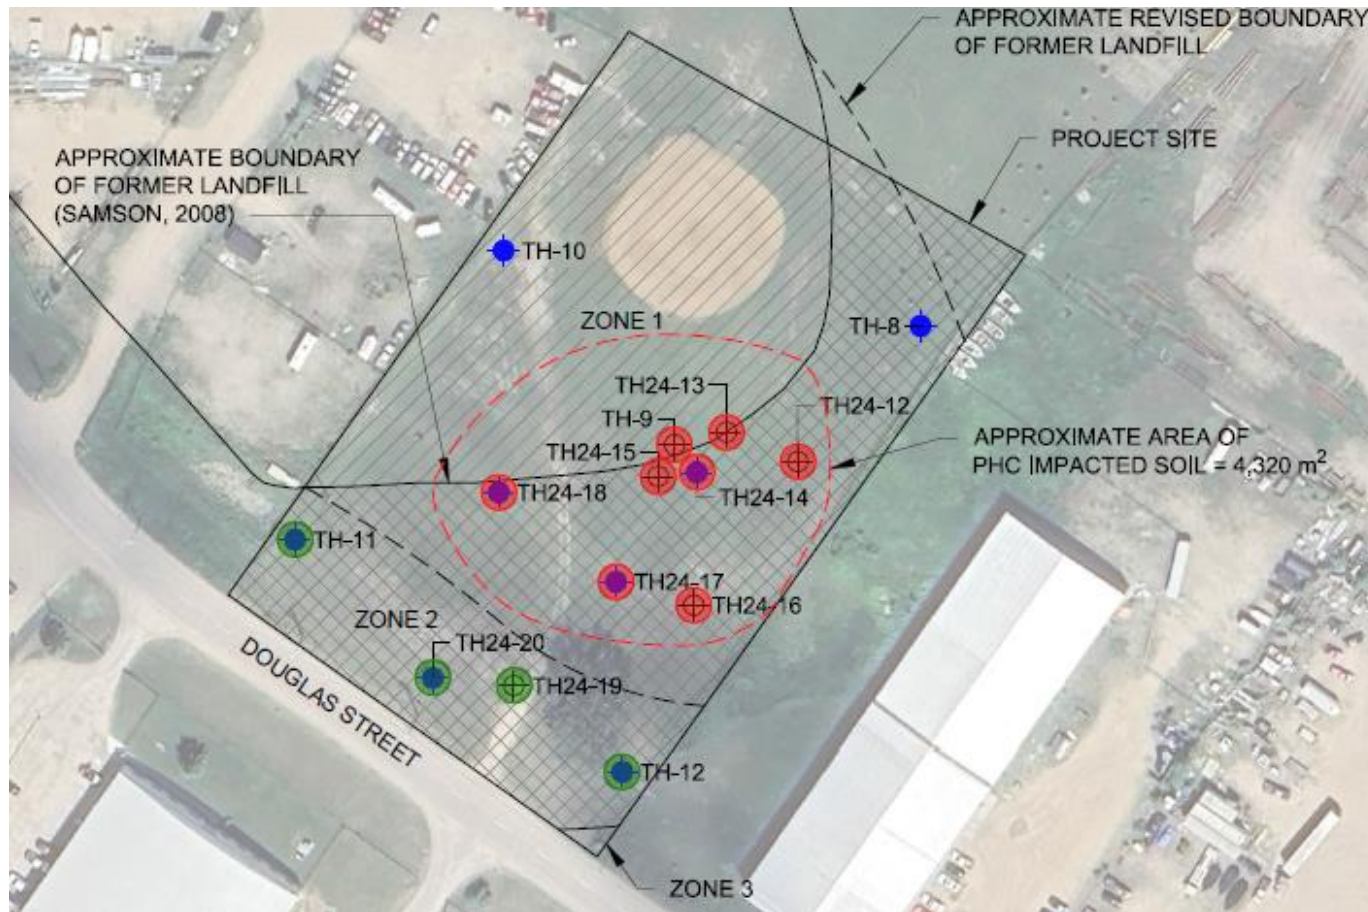 APPROXIMATE REVISED BOUNDARY
OF FORMER LANDFILL
PROJECT SITE
APPROXIMATE BOUNDARY
OF FORMER LANDFILL
(SAMSON, 2008)
TH-10
ZONE 1
TH-8
TH24-13
TH24-12
TH-9
TH24-15
APPROXIMATE AREA OF
PHC IMPACTED SOIL = 4,320 m²
TH24-18
TH24-14
TH-11
TH24-17
TH24-16
ZONE 2
TH24-20
TH24-19
DOUGLAS STREET
TH-12
ZONE 3